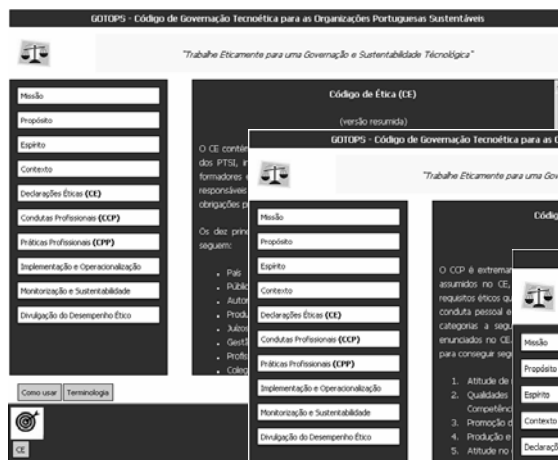 GOTOPS - Código de Governação Tecnoética para as Organizações Portuguesas Sustentáveis
"Trabalhe Eticamente para uma Governação e Sustentabilidade Técnológica"
Missão
Propósito
Espírito
Contexto
Declarações Éticas (CE)
Condutas Profissionais (CCP)
Práticas Profissionais (CPP)
Implementação e Operacionalização
Monitorização e Sustentabilidade
Divulgação do Desempenho Ético
Como usar
Terminologia
CE
Código de Ética (CE)
(versão resumida)
O CE contém
dos PTSI, in
formadores e
responsáveis
obrigações p
Os dez prin
seguem:
País
Públic
Autor
Produ
Juízos
Gestã
Profis
Coleg
GOTOPS - Código de Governação Tecnoética para as O
"Trabalhe Eticamente para uma Gov
Missão
Propósito
Espírito
Contexto
Declarações Éticas (CE)
Condutas Profissionais (CCP)
Práticas Profissionais (CPP)
Implementação e Operacionalização
Monitorização e Sustentabilidade
Divulgação do Desempenho Ético
Códig
O CCP é extremam
assumidos no CE,
requisitos éticos qu
conduta pessoal e
categorias a segu
enunciados no CE.
para conseguir segu
1. Atitude de
2. Qualidades
Competênc
3. Promoção d
4. Produção e
5. Atitude no
Missão
Propósito
Espírito
Contexto
Declaraçõ